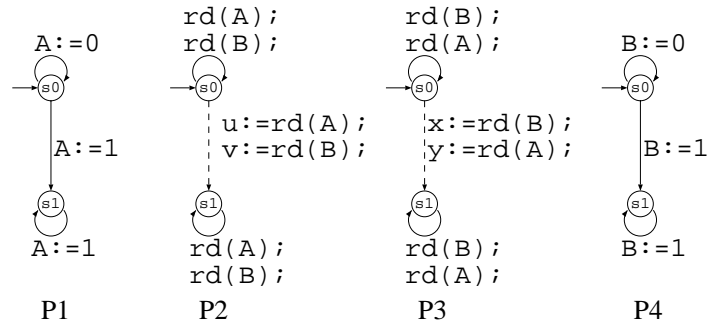 rd(A); rd(B);
A:=0 rd(B); rd(A); B:=0
s0 s0 s0 s0
u:=rd(A); x:=rd(B);
A:=1 v:=rd(B); y:=rd(A); B:=1
s1 s1 s1 s1
A:=1 rd(A); rd(B); B:=1
rd(B); rd(A);
P1 P2 P3 P4